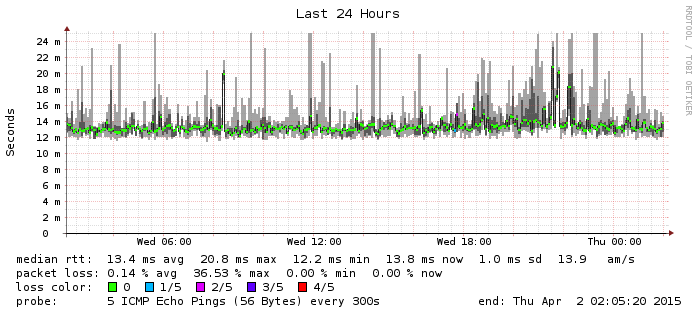 Last 24 Hours
RRDTOOL / TOBI OETIKER
Seconds
24 m
22 m
20 m
18 m
16 m
14 m
12 m
10 m
8 m
6 m
4 m
2 m
0
Wed 06:00 Wed 12:00 Wed 18:00 Thu 00:00
median rtt: 13.4 ms avg 20.8 ms max 12.2 ms min 13.8 ms now 1.0 ms sd 13.9 am/s
packet loss: 0.14 % avg 36.53 % max 0.00 % min 0.00 % now
loss color: 0 1/5 2/5 3/5 4/5
probe: 5 ICMP Echo Pings (56 Bytes) every 300s end: Thu Apr 2 02:05:20 2015